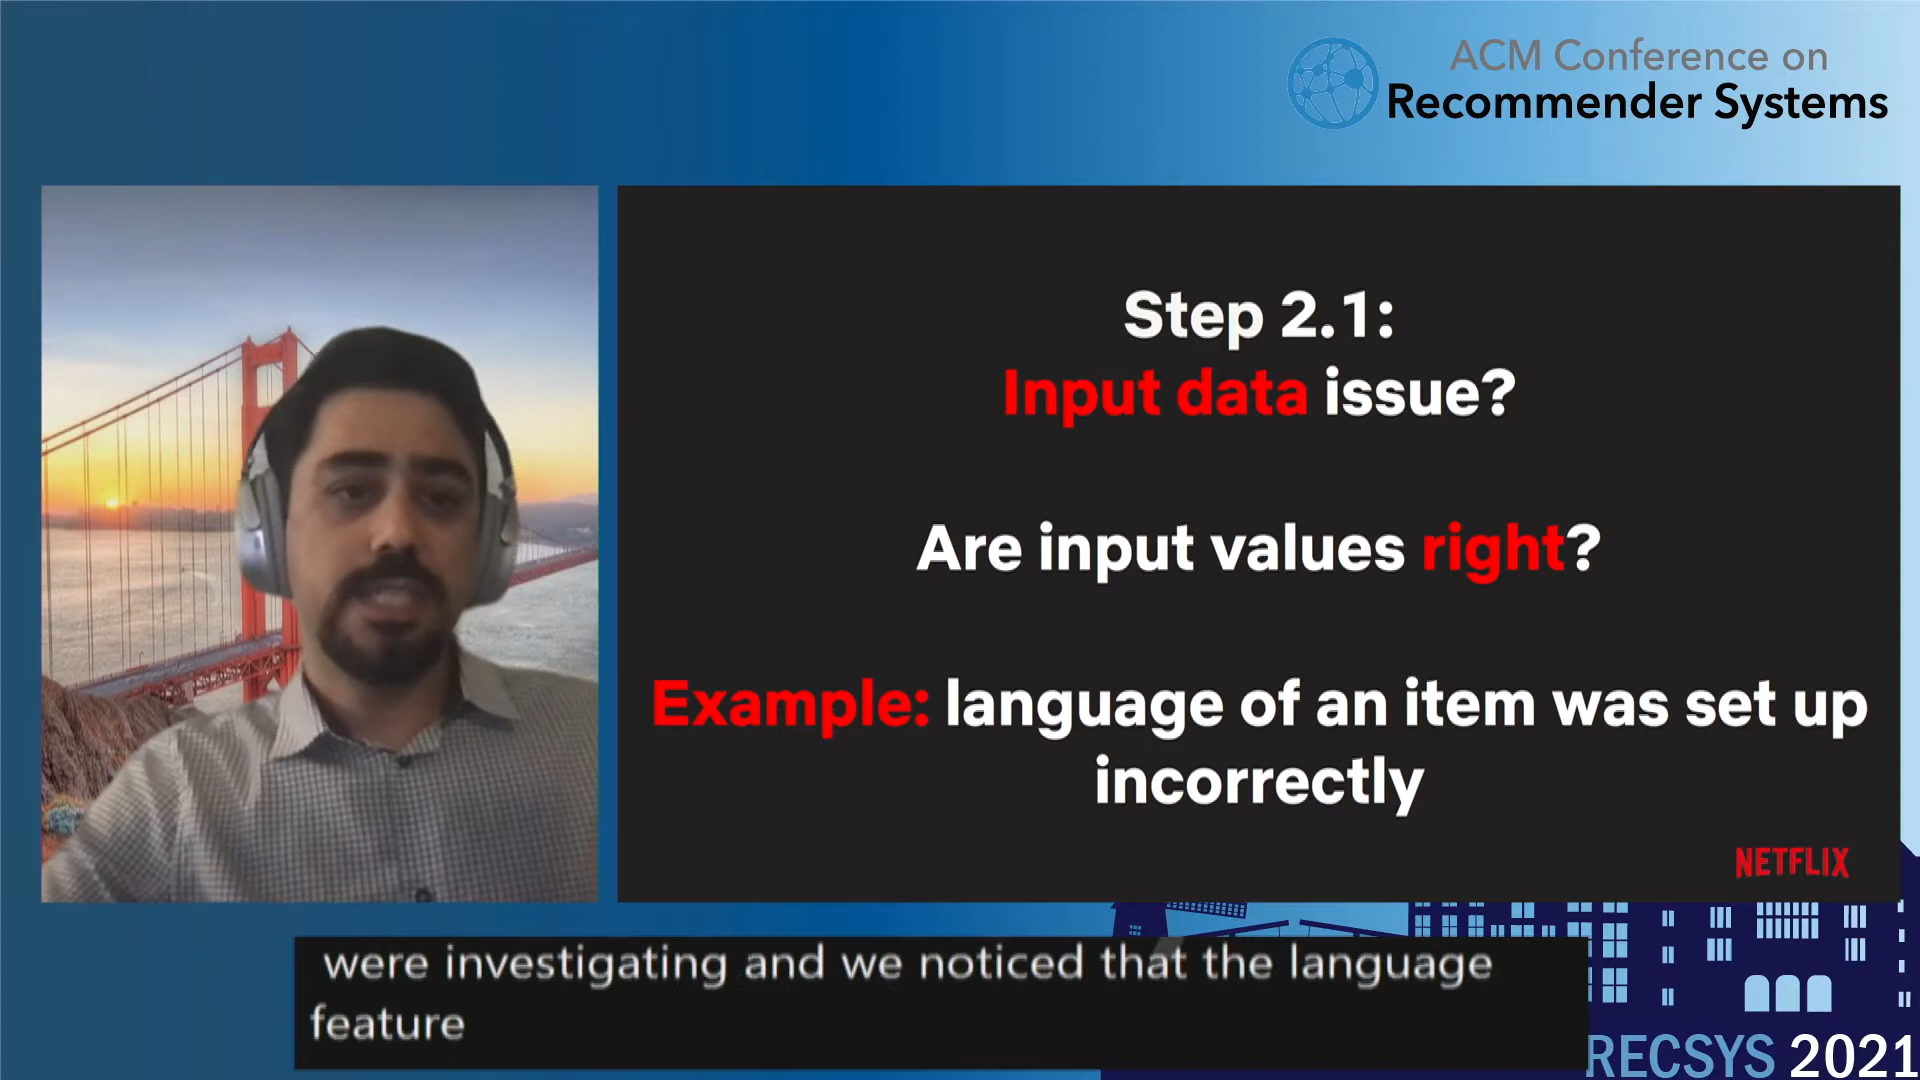 ACM Conference on
Recommender Systems
Step 2.1:
Input data issue?
Are input values right?
Example: language of an item was set up
incorrectly
NETFLIX
were investigating and we noticed that the language
feature
RECSYS 2021